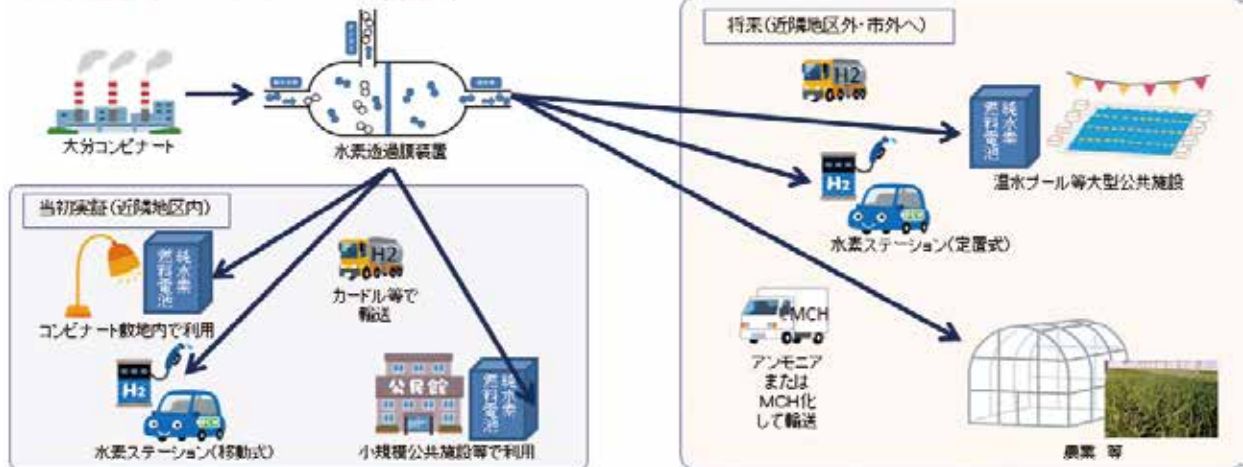 大分コンビナート
水素透過膜装置
当初実証(近隣地区内)
純水素
燃料電池
コンビナート敷地内で利用
H2
カードル等で
輸送
H2
水素ステーション(移動式)
公民館
純水素
燃料電池
小規模公共施設等で利用
将来(近隣地区外・市外へ)
H2
純水素
燃料電池
温水プール等大型公共施設
H2
水素ステーション(定置式)
MCH
アンモニア
または
MCH化
して輸送
農業 等